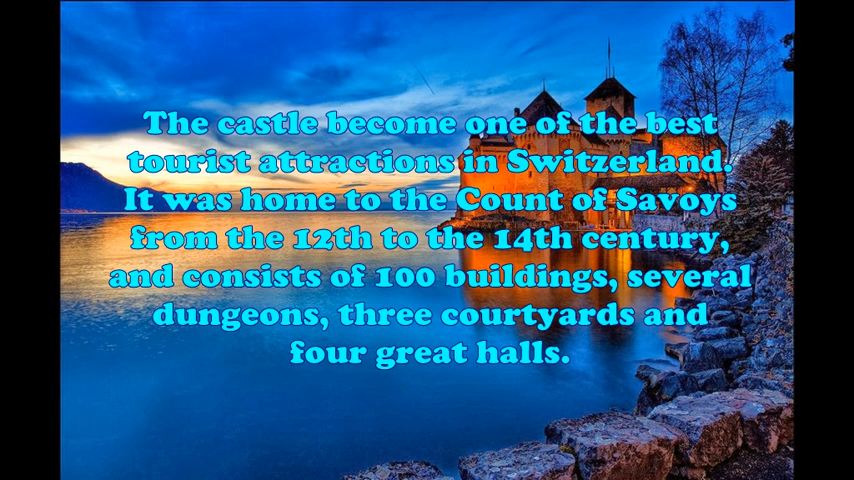 The castle become one of the best
tourist attractions in Switzerland.
It was home to the Count of Savoys
from the 12th to the 14th century,
and consists of 100 buildings, several
dungeons, three courtyards and
four great halls.